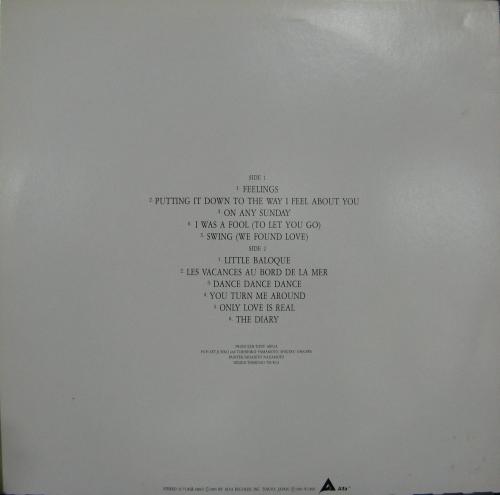 SIDE 1
1. FEELINGS
2. PUTTING IT DOWN TO THE WAY I FEEL ABOUT YOU
3. ON ANY SUNDAY
4. I WAS A FOOL (TO LET YOU GO)
5. SWING (WE FOUND LOVE)
SIDE 2
1. LITTLE BALOQUE
2. LES VACANCES AU BORD DE LA MER
3. DANCE DANCE DANCE
4. YOU TURN ME AROUND
5. ONLY LOVE IS REAL
6. THE DIARY
Alfa